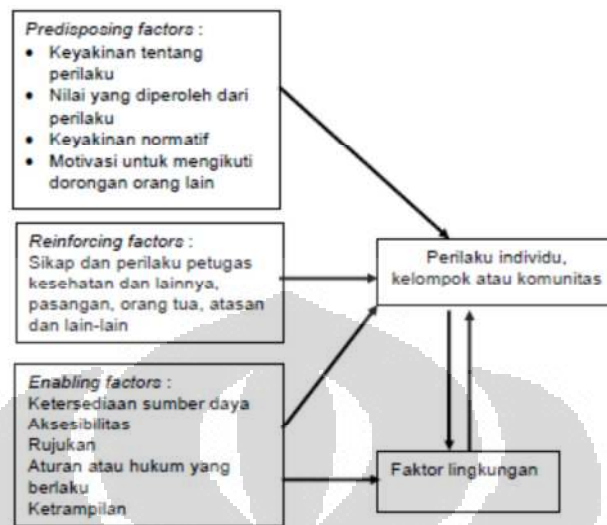 Predisposing factors :
• Keyakinan tentang
perilaku
• Nilai yang diperoleh dari
perilaku
• Keyakinan normatif
• Motivasi untuk mengikuti
dorongan orang lain
Reinforcing factors :
Sikap dan perilaku petugas
kesehatan dan lainnya,
pasangan, orang tua, atasan
dan lain-lain
Perilaku individu,
kelompok atau komunitas
Enabling factors :
Ketersediaan sumber daya
Aksesibilitas
Rujukan
Aturan atau hukum yang
berlaku
Ketrampilan
Faktor lingkungan